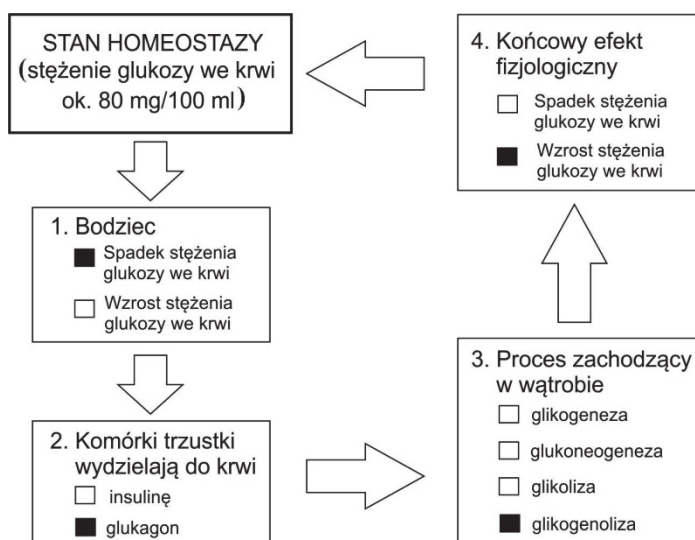 STAN HOMEOSTAZY
(stężenie glukozy we krwi
ok. 80 mg/100 ml)
1. Bodziec
Spadek stężenia
glukozy we krwi
Wzrost stężenia
glukozy we krwi
2. Komórki trzustki
wydzielają do krwi
insulinę
glukagon
3. Proces zachodzący
w wątrobie
glikogeneza
glukoneogeneza
glikoliza
glikogenoliza
4. Końcowy efekt
fizjologiczny
Spadek stężenia
glukozy we krwi
Wzrost stężenia
glukozy we krwi